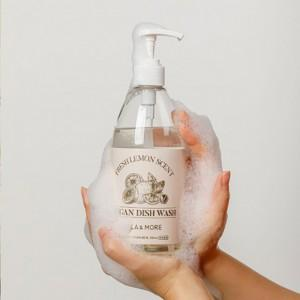 FRESH LEMON SCENT
GAN DISH WASH
LA & MORE